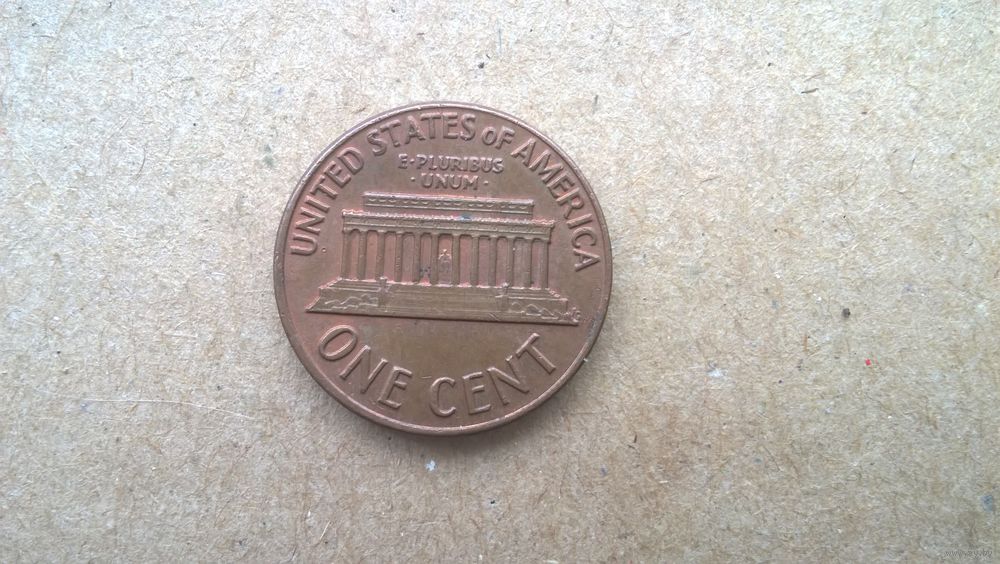 UNITED STATES OF AMERICA
E·PLURIBUS
·UNUM·
ONE CENT